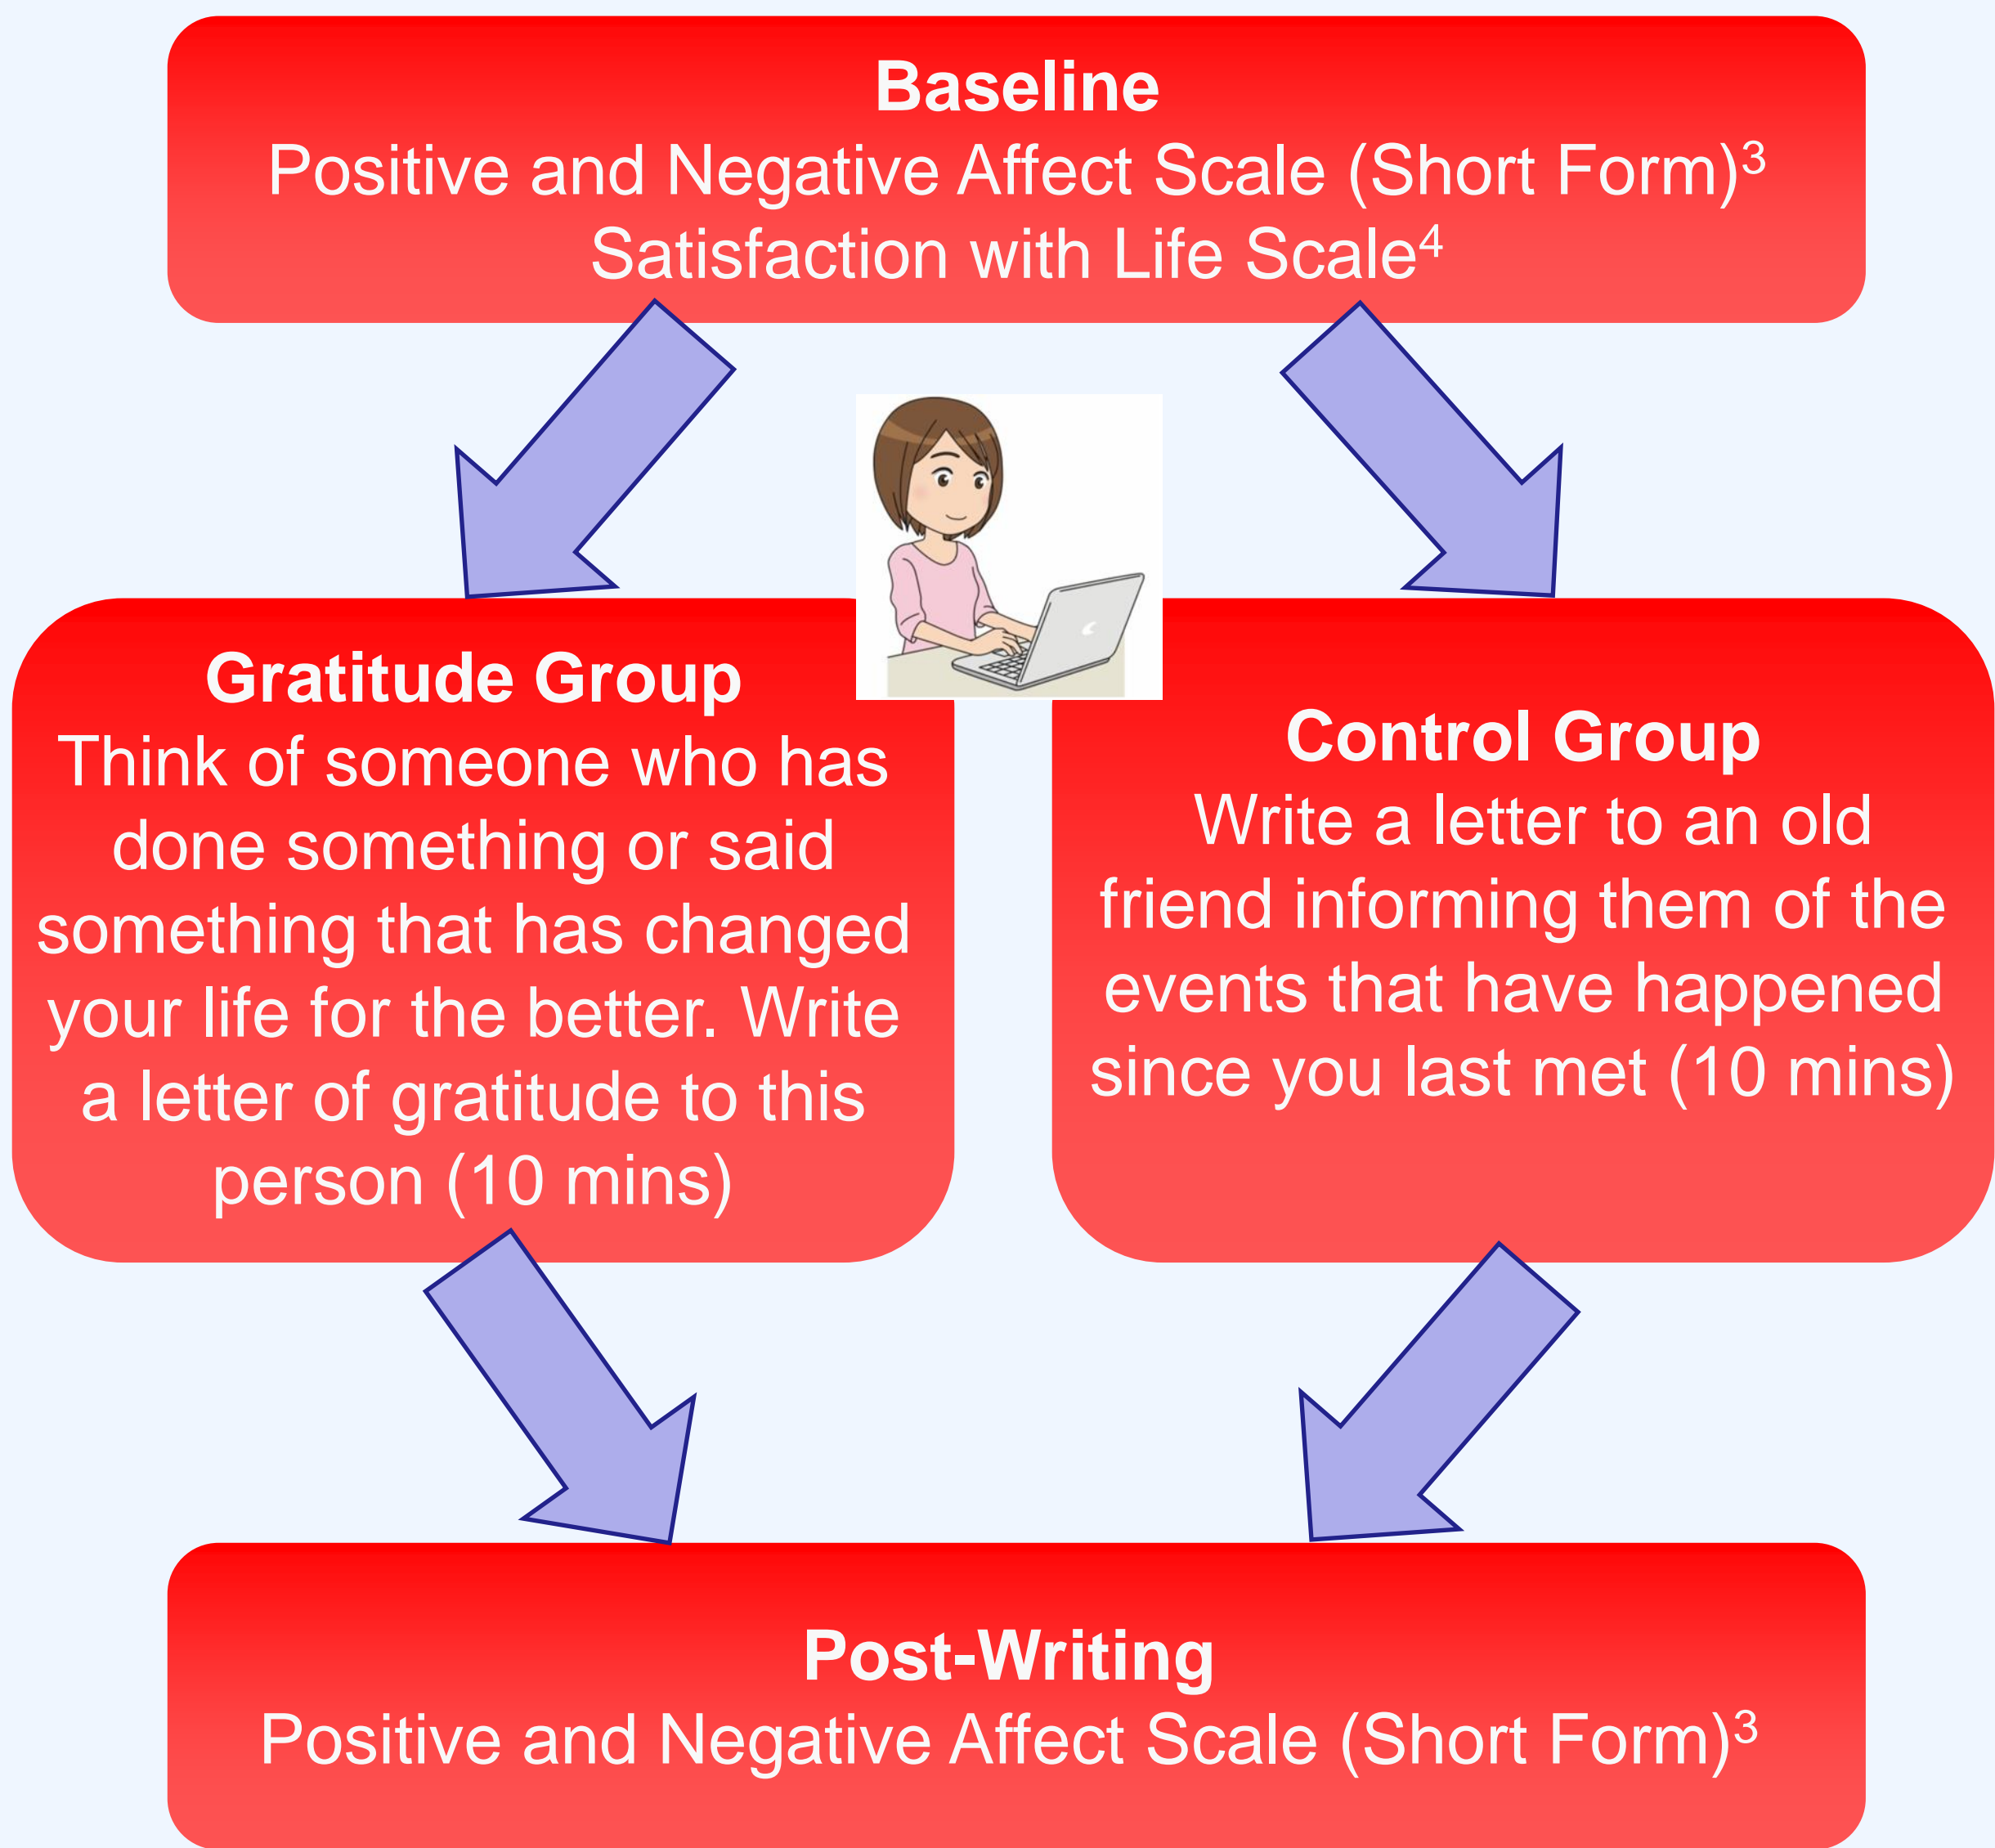 Baseline
Positive and Negative Affect Scale (Short Form)³
Satisfaction with Life Scale⁴
Gratitude Group
Think of someone who has
done something or said
something that has changed
your life for the better. Write
a letter of gratitude to this
person (10 mins)
Control Group
Write a letter to an old
friend informing them of the
events that have happened
since you last met (10 mins)
Post-Writing
Positive and Negative Affect Scale (Short Form)³